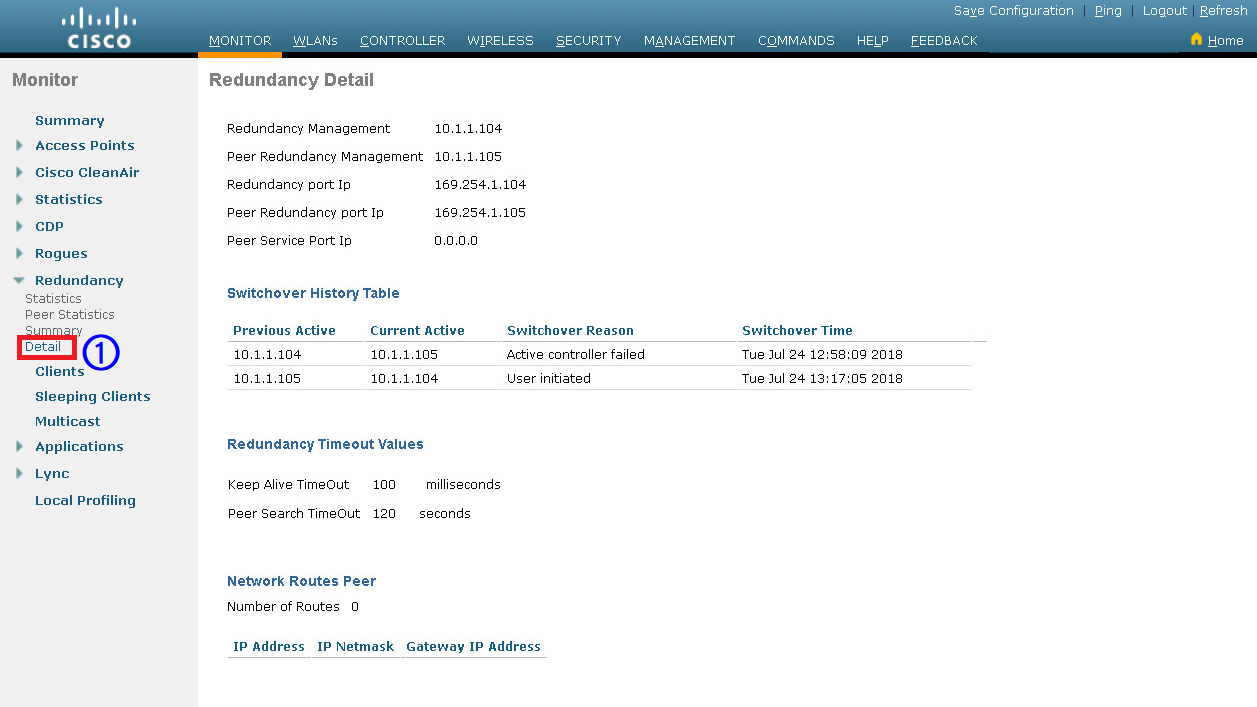 Save Configuration | Ping | Logout | Refresh
CISCO
MONITOR WLANs CONTROLLER WIRELESS SECURITY MANAGEMENT COMMANDS HELP FEEDBACK
Home
Monitor
Summary
Access Points
Cisco CleanAir
Statistics
CDP
Rogues
Redundancy
Statistics
Peer Statistics
Summary
Detail
1
Clients
Sleeping Clients
Multicast
Applications
Lync
Local Profiling
Redundancy Detail
Redundancy Management 10.1.1.104
Peer Redundancy Management 10.1.1.105
Redundancy port Ip 169.254.1.104
Peer Redundancy port Ip 169.254.1.105
Peer Service Port Ip 0.0.0.0
Switchover History Table
Previous Active Current Active Switchover Reason Switchover Time
10.1.1.104 10.1.1.105 Active controller failed Tue Jul 24 12:58:09 2018
10.1.1.105 10.1.1.104 User initiated Tue Jul 24 13:17:05 2018
Redundancy Timeout Values
Keep Alive TimeOut 100 milliseconds
Peer Search TimeOut 120 seconds
Network Routes Peer
Number of Routes 0
IP Address IP Netmask Gateway IP Address